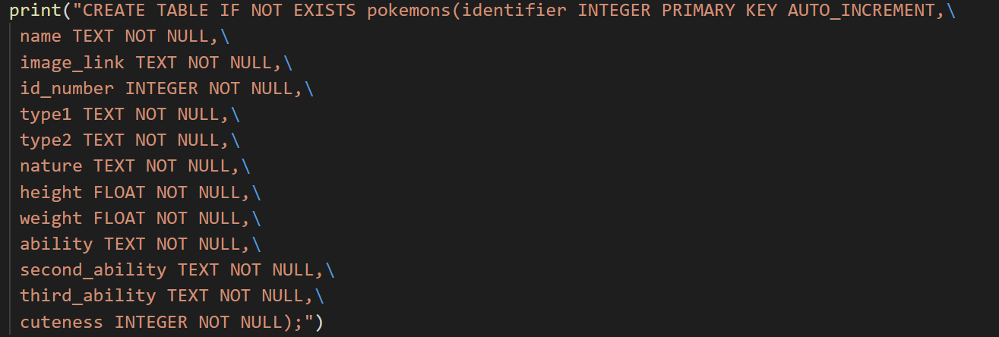 print("CREATE TABLE IF NOT EXISTS pokemons(identifier INTEGER PRIMARY KEY AUTO_INCREMENT,\
name TEXT NOT NULL,\
image_link TEXT NOT NULL,\
id_number INTEGER NOT NULL,\
type1 TEXT NOT NULL,\
type2 TEXT NOT NULL,\
nature TEXT NOT NULL,\
height FLOAT NOT NULL,\
weight FLOAT NOT NULL,\
ability TEXT NOT NULL,\
second_ability TEXT NOT NULL,\
third_ability TEXT NOT NULL,\
cuteness INTEGER NOT NULL);")